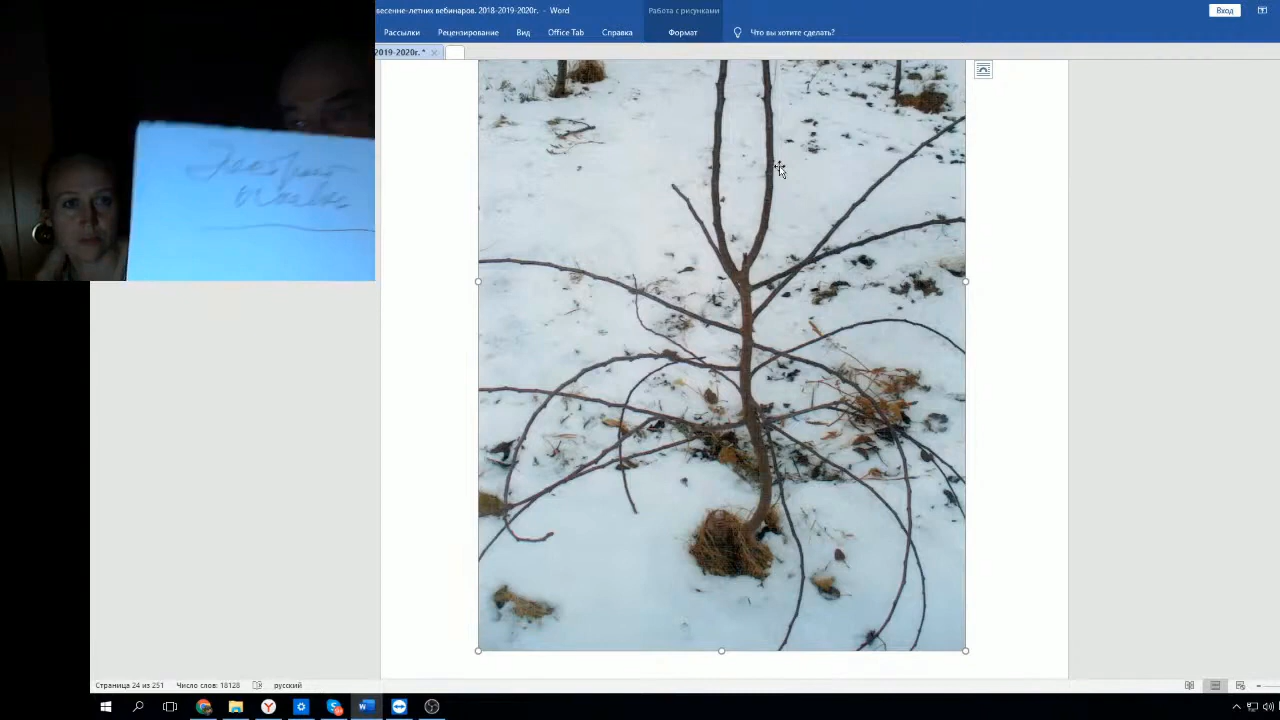 весенне-летних вебинаров. 2018-2019-2020г. - Word
Работа с рисунками
Вход
Рассылки
Рецензирование
Вид
Office Tab
Справка
Формат
Что вы хотите сделать?
2019-2020г. *
Страница 24 из 251
Число слов: 18128
русский